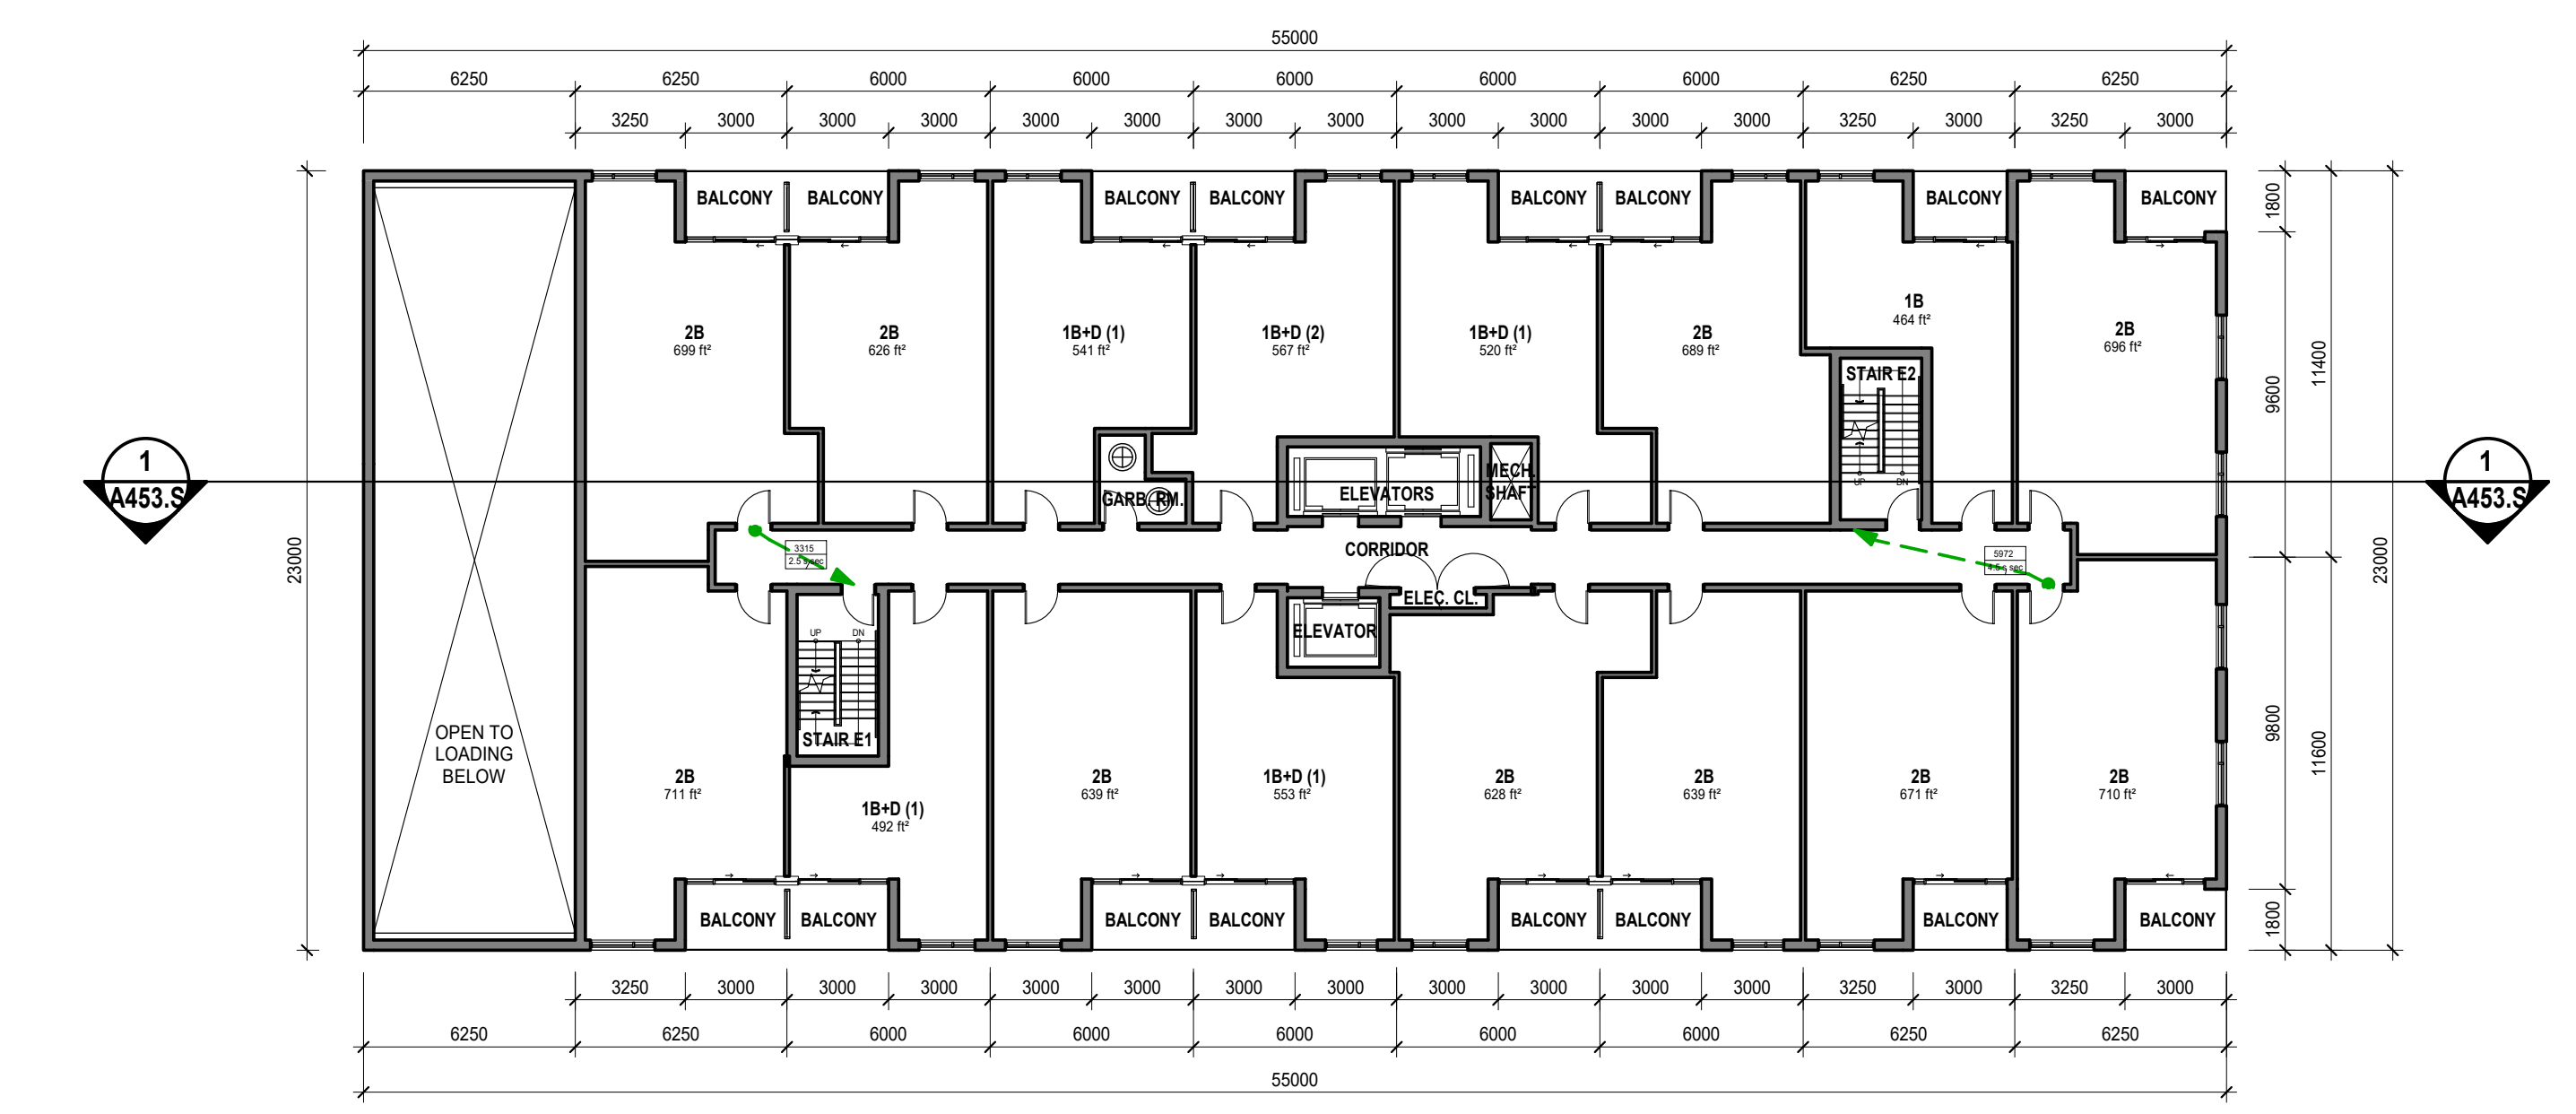 55000
6250 6250 6000 6000 6000 6000 6000 6250 6250
3250 3000 3000 3000 3000 3000 3000 3000 3000 3000 3000 3000 3250 3000 3250 3000
BALCONY BALCONY BALCONY BALCONY BALCONY BALCONY BALCONY BALCONY
1800
1B
464 ft²
2B 2B 1B+D (1) 1B+D (2) 1B+D (1) 2B 2B
699 ft² 626 ft² 541 ft² 567 ft² 520 ft² 689 ft² 696 ft²
STAIR E2
11400
9600
1
A453.S
MECH.
SHAFT
GARB. RM.
ELEVATORS
UP DN
1
A453.S
CORRIDOR
3315
2.5 s sec
5972
4.5 s sec
23000
23000
ELEC. CL.
ELEVATOR
UP DN
STAIR E1
OPEN TO
LOADING
BELOW
9800
11600
2B 2B 1B+D (1) 2B 2B 2B 2B
711 ft² 639 ft² 553 ft² 628 ft² 639 ft² 671 ft² 710 ft²
1B+D (1)
492 ft²
BALCONY BALCONY BALCONY BALCONY BALCONY BALCONY BALCONY BALCONY
1800
3250 3000 3000 3000 3000 3000 3000 3000 3000 3000 3000 3000 3250 3000 3250 3000
6250 6250 6000 6000 6000 6000 6000 6250 6250
55000